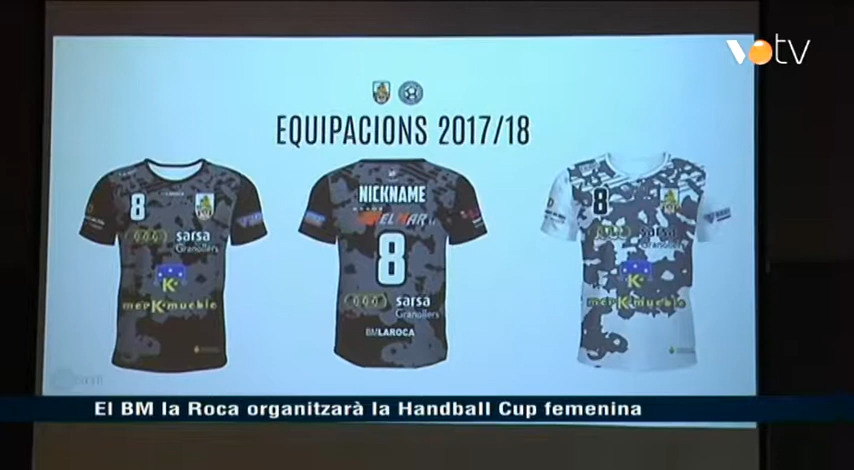 votv
EQUIPACIONS 2017/18
8
sarsa
Granollers
K
merKmueble
NICKNAME
8
sarsa
Granollers
BMLAROCA
8
sarsa
Granollers
K
merKmueble
El BM la Roca organitzarà la Handball Cup femenina